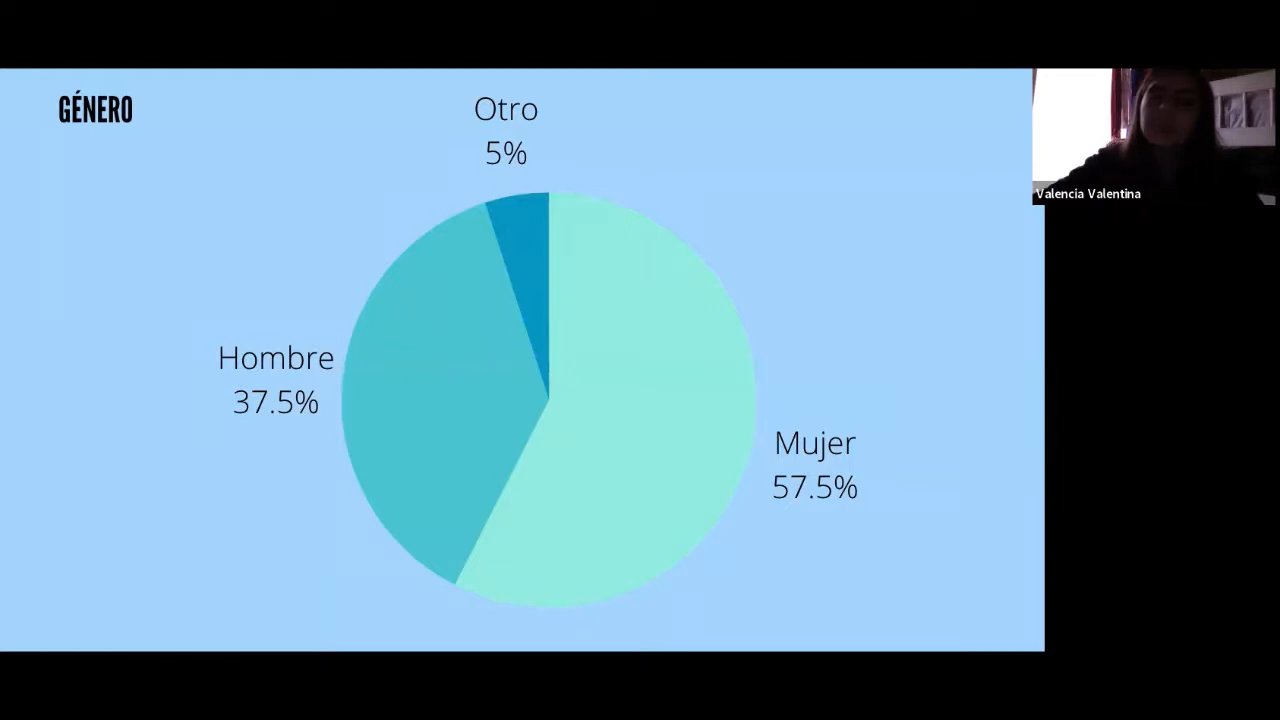 GÉNERO
Otro
5%
Hombre
37.5%
Mujer
57.5%
Valencia Valentina